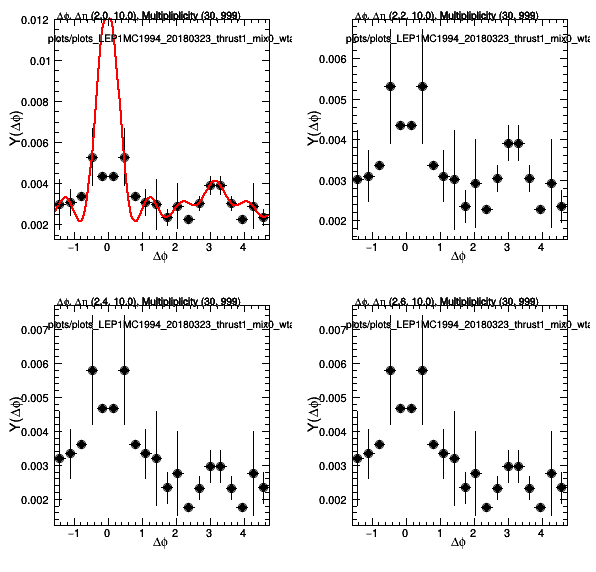 Δϕ, Δη (2,0, 10.0), Multipliplicity (30, 999)
plots/plots_LEP1MC1994_20180323_thrust1_mix0_wta
Y(Δϕ)
0.012
0.01
0.008
0.006
0.004
0.002
−1 0 1 2 3 4
Δϕ
Δϕ, Δη (2,2, 10.0), Multipliplicity (30, 999)
plots/plots_LEP1MC1994_20180323_thrust1_mix0_wta
Y(Δϕ)
0.006
0.005
0.004
0.003
0.002
−1 0 1 2 3 4
Δϕ
Δϕ, Δη (2,4, 10.0), Multipliplicity (30, 999)
plots/plots_LEP1MC1994_20180323_thrust1_mix0_wta
Y(Δϕ)
0.007
0.006
0.005
0.004
0.003
0.002
−1 0 1 2 3 4
Δϕ
Δϕ, Δη (2,6, 10.0), Multipliplicity (30, 999)
plots/plots_LEP1MC1994_20180323_thrust1_mix0_wta
Y(Δϕ)
0.007
0.006
0.005
0.004
0.003
0.002
−1 0 1 2 3 4
Δϕ